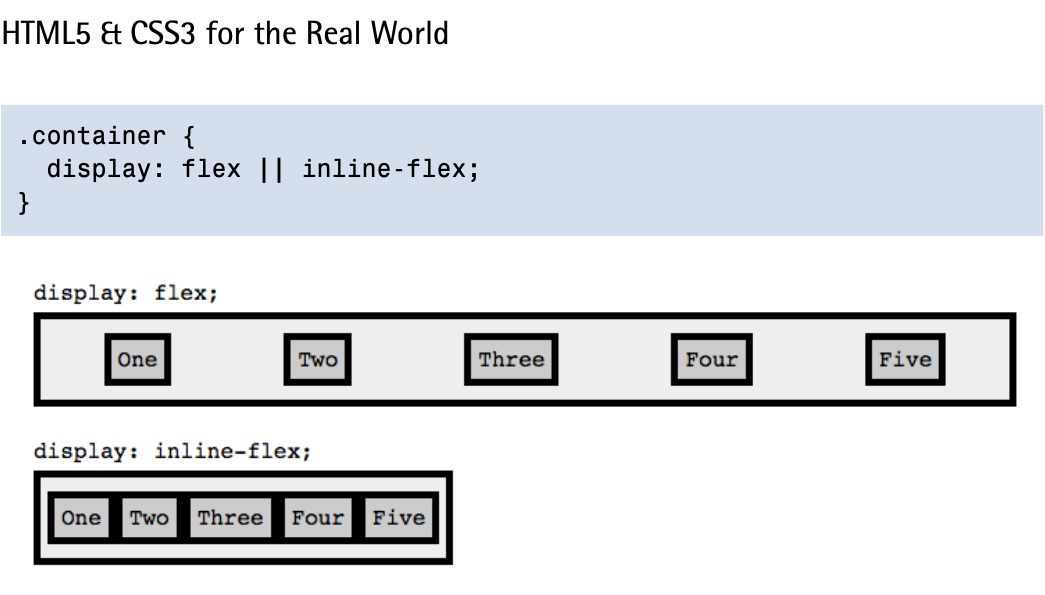 HTML5 & CSS3 for the Real World
.container {
  display: flex || inline-flex;
}
display: flex;
One Two Three Four Five
display: inline-flex;
One Two Three Four Five